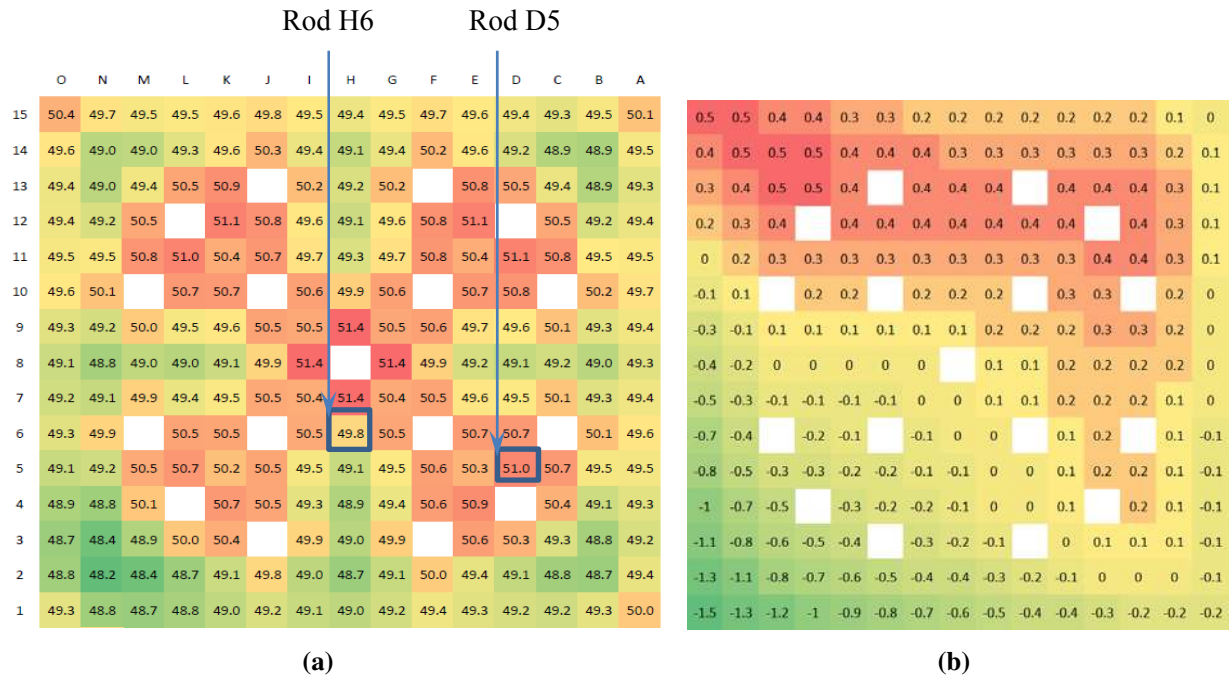 Rod H6 Rod D5
O N M L K J I H G F E D C B A
15 50.4 49.7 49.5 49.5 49.6 49.8 49.5 49.4 49.5 49.7 49.6 49.4 49.3 49.5 50.1
14 49.6 49.0 49.0 49.3 49.6 50.3 49.4 49.1 49.4 50.2 49.6 49.2 48.9 48.9 49.5
13 49.4 49.0 49.4 50.5 50.9 50.2 49.2 50.2 50.8 50.5 49.4 48.9 49.3
12 49.4 49.2 50.5 51.1 50.8 49.6 49.1 49.6 50.8 51.1 50.5 49.2 49.4
11 49.5 49.5 50.8 51.0 50.4 50.7 49.7 49.3 49.7 50.8 50.4 51.1 50.8 49.5 49.5
10 49.6 50.1 50.7 50.7 50.6 49.9 50.6 50.7 50.8 50.2 49.7
9 49.3 49.2 50.0 49.5 49.6 50.5 50.5 51.4 50.5 50.6 49.7 49.6 50.1 49.3 49.4
8 49.1 48.8 49.0 49.0 49.1 49.9 51.4 51.4 49.9 49.2 49.1 49.2 49.0 49.3
7 49.2 49.1 49.9 49.4 49.5 50.5 50.4 51.4 50.4 50.5 49.6 49.5 50.1 49.3 49.4
6 49.3 49.9 50.5 50.5 50.5 49.8 50.5 50.7 50.7 50.1 49.6
5 49.1 49.2 50.5 50.7 50.2 50.5 49.5 49.1 49.5 50.6 50.3 51.0 50.7 49.5 49.5
4 48.9 48.9 50.1 50.7 50.5 49.4 48.9 49.4 50.6 50.9 50.4 49.1 49.3
3 48.7 48.4 48.9 50.0 50.4 49.9 49.0 49.9 50.6 50.3 49.3 48.8 49.2
2 48.8 48.2 48.4 48.7 49.1 49.8 49.0 48.7 49.1 50.0 49.4 49.1 48.8 48.7 49.4
1 49.3 48.8 48.7 48.8 49.0 49.2 49.1 49.0 49.2 49.4 49.3 49.2 49.2 49.3 50.0
(a)
0.5 0.5 0.4 0.4 0.3 0.3 0.2 0.2 0.2 0.2 0.2 0.2 0.2 0.1 0
0.4 0.5 0.5 0.5 0.4 0.4 0.4 0.3 0.3 0.3 0.3 0.3 0.3 0.2 0.1
0.3 0.4 0.5 0.5 0.4 0.4 0.4 0.4 0.4 0.4 0.4 0.3 0.1
0.2 0.3 0.4 0.4 0.4 0.4 0.4 0.4 0.4 0.4 0.4 0.3 0.1
0 0.2 0.3 0.3 0.3 0.3 0.3 0.3 0.3 0.3 0.3 0.4 0.4 0.3 0.1
-0.1 0.1 0.2 0.2 0.2 0.2 0.2 0.3 0.3 0.2 0
-0.3 -0.1 0.1 0.1 0.1 0.1 0.1 0.1 0.2 0.2 0.2 0.3 0.3 0.2 0
-0.4 -0.2 0 0 0 0 0 0.1 0.1 0.2 0.2 0.2 0.2 0
-0.5 -0.3 -0.1 -0.1 -0.1 -0.1 0 0 0.1 0.1 0.2 0.2 0.2 0.1 0
-0.7 -0.4 -0.2 -0.1 -0.1 0 0 0.1 0.2 0.1 -0.1
-0.8 -0.5 -0.3 -0.3 -0.2 -0.2 -0.1 -0.1 0 0 0.1 0.2 0.2 0.1 -0.1
-1 -0.7 -0.5 -0.3 -0.2 -0.2 -0.1 0 0 0.1 0.2 0.1 -0.1
-1.1 -0.8 -0.6 -0.5 -0.4 -0.3 -0.2 -0.1 0 0.1 0.1 0.1 -0.1
-1.3 -1.1 -0.8 -0.7 -0.6 -0.5 -0.4 -0.4 -0.3 -0.2 -0.1 0 0 0 -0.1
-1.5 -1.3 -1.2 -1 -0.9 -0.8 -0.7 -0.6 -0.5 -0.4 -0.4 -0.3 -0.2 -0.2 -0.2
(b)